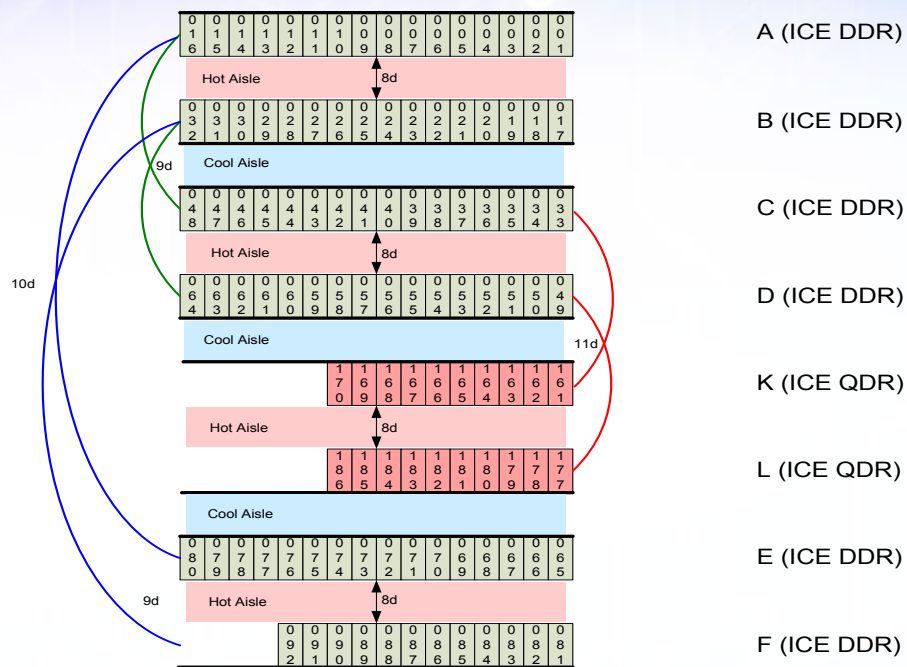 016 015 014 013 012 011 010 009 008 007 006 005 004 003 002 001 A (ICE DDR)
Hot Aisle 8d
032 031 030 029 028 027 026 025 024 023 022 021 020 019 018 017 B (ICE DDR)
9d Cool Aisle
048 047 046 045 044 043 042 041 040 039 038 037 036 035 034 033 C (ICE DDR)
Hot Aisle 8d
10d
064 063 062 061 060 059 058 057 056 055 054 053 052 051 050 049 D (ICE DDR)
Cool Aisle 11d
170 169 168 167 166 165 164 163 162 161 K (ICE QDR)
Hot Aisle 8d
186 185 184 183 182 181 180 179 178 177 L (ICE QDR)
Cool Aisle
080 079 078 077 076 075 074 073 072 071 070 069 068 067 066 065 E (ICE DDR)
9d Hot Aisle 8d
092 091 090 089 088 087 086 085 084 083 082 081 F (ICE DDR)